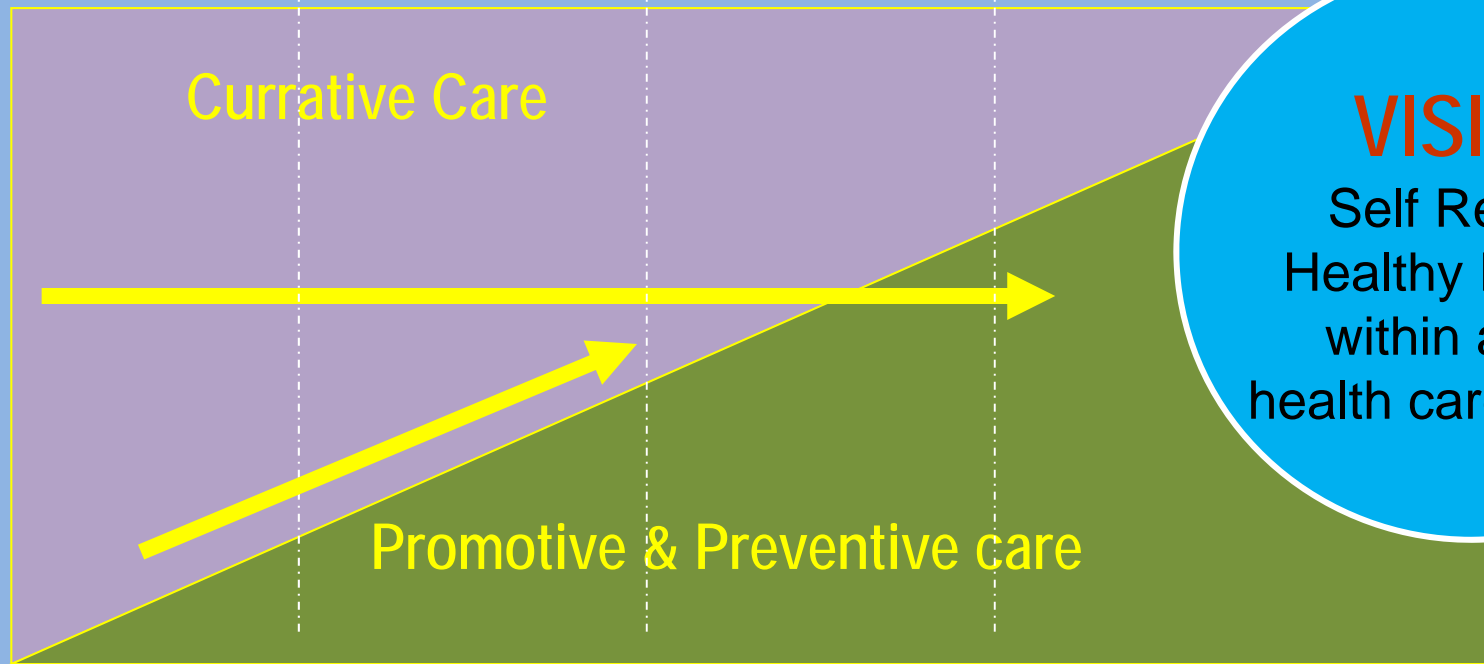 Currative Care
VISI
Self Re
Healthy
within a
health car
Promotive & Preventive care